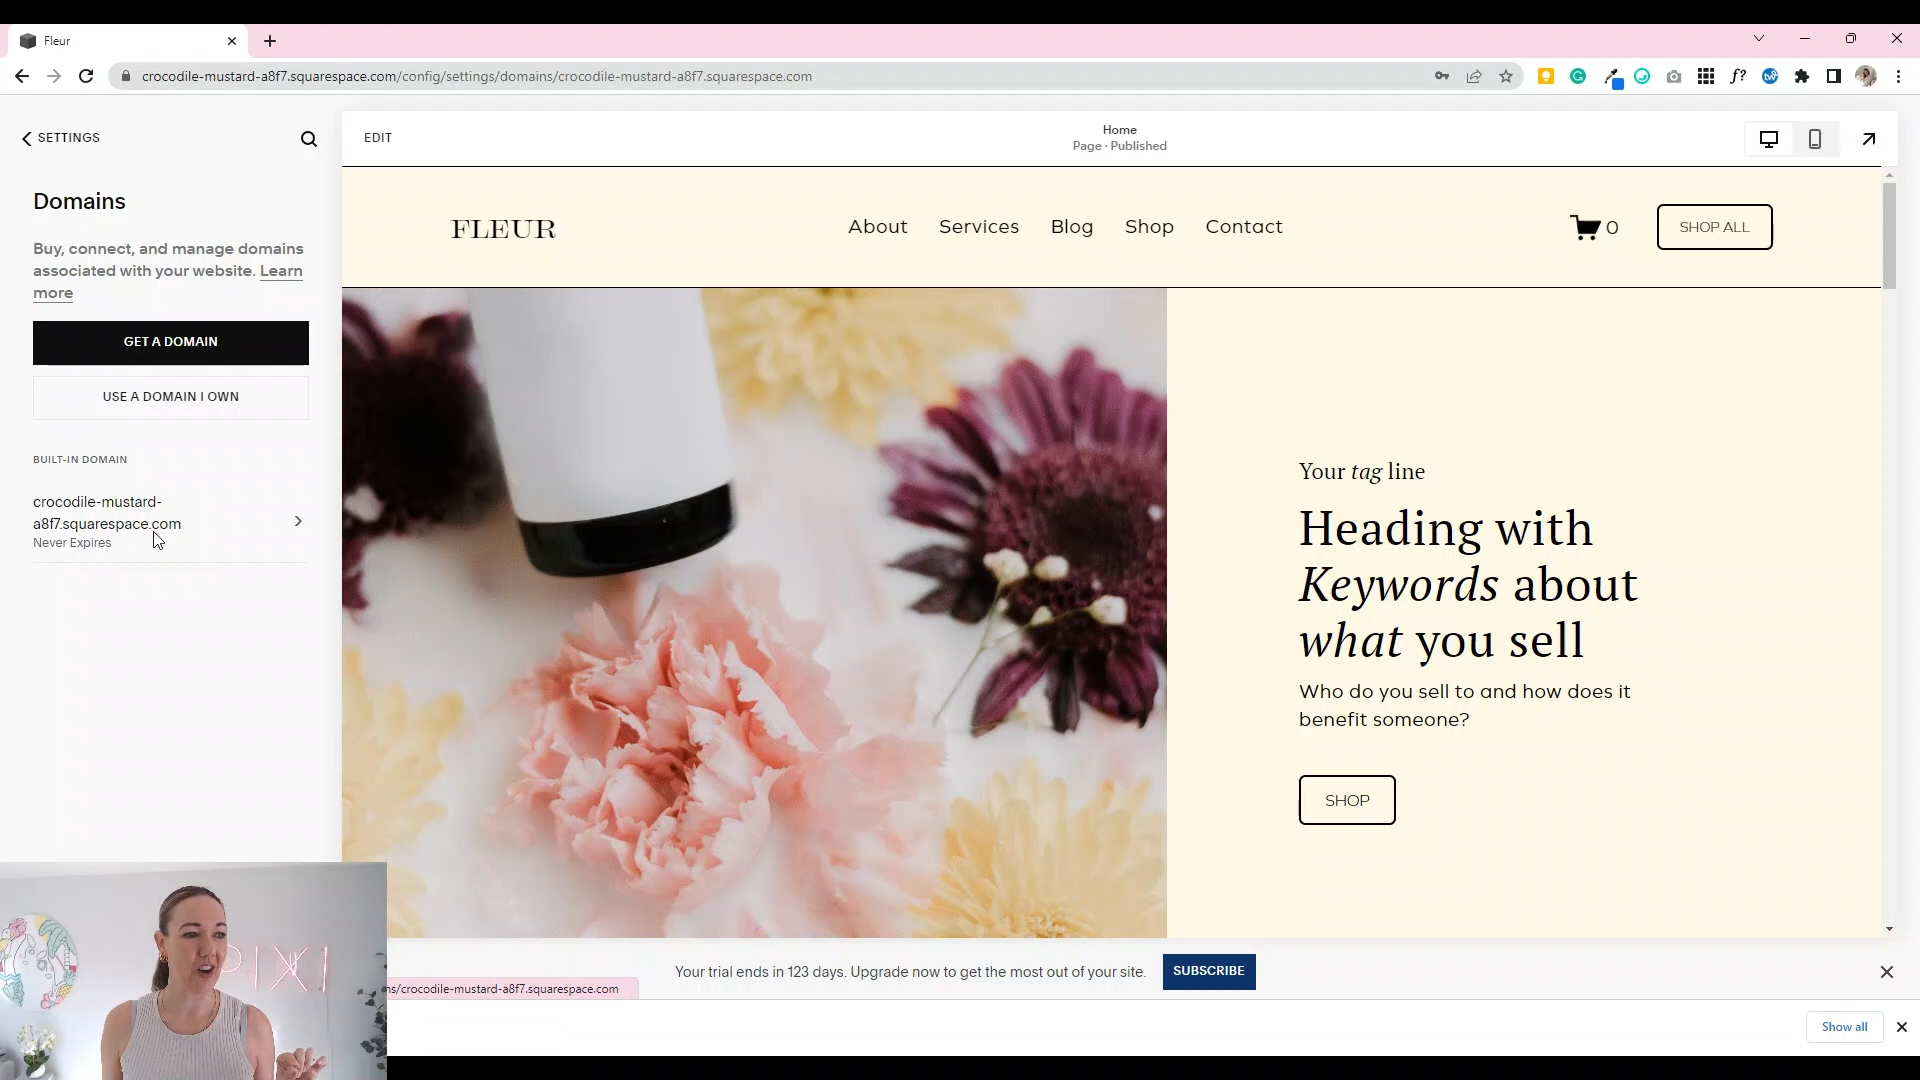 Fleur
crocodile-mustard-a8f7.squarespace.com/config/settings/domains/crocodile-mustard-a8f7.squarespace.com
f?
SETTINGS
EDIT
Home
Page · Published
Domains
Buy, connect, and manage domains
associated with your website. Learn
more
GET A DOMAIN
USE A DOMAIN I OWN
BUILT-IN DOMAIN
crocodile-mustard-
a8f7.squarespace.com
Never Expires
FLEUR
About
Services
Blog
Shop
Contact
0
SHOP ALL
Your tag line
Heading with
Keywords about
what you sell
Who do you sell to and how does it
benefit someone?
SHOP
PIXI
Your trial ends in 123 days. Upgrade now to get the most out of your site.
SUBSCRIBE
ns/crocodile-mustard-a8f7.squarespace.com
Show all